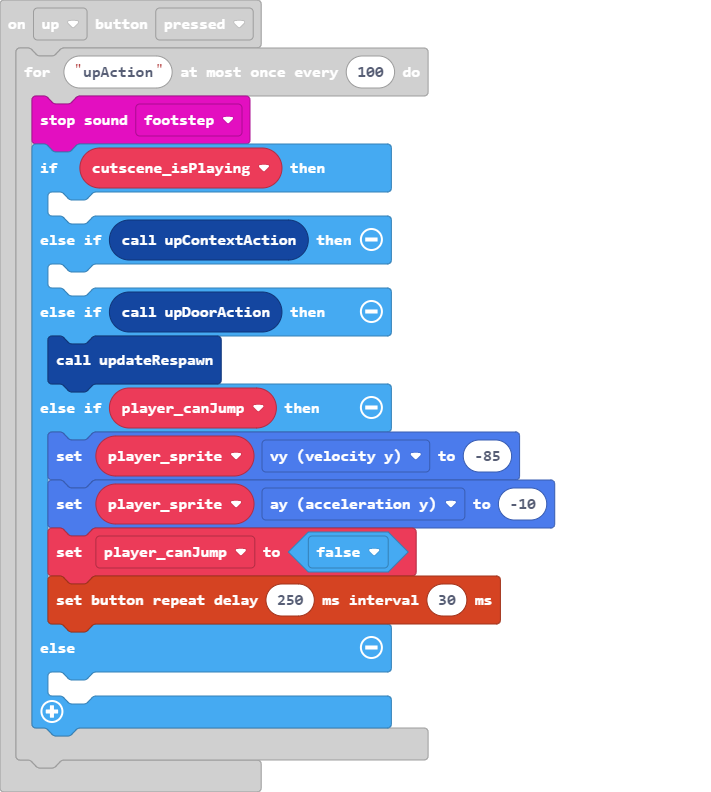 on up button pressed
for "upAction" at most once every 100 do
stop sound footstep
if cutscene_isPlaying then
else if call upContextAction then
else if call upDoorAction then
call updateRespawn
else if player_canJump then
set player_sprite vy (velocity y) to -85
set player_sprite ay (acceleration y) to -10
set player_canJump to false
set button repeat delay 250 ms interval 30 ms
else